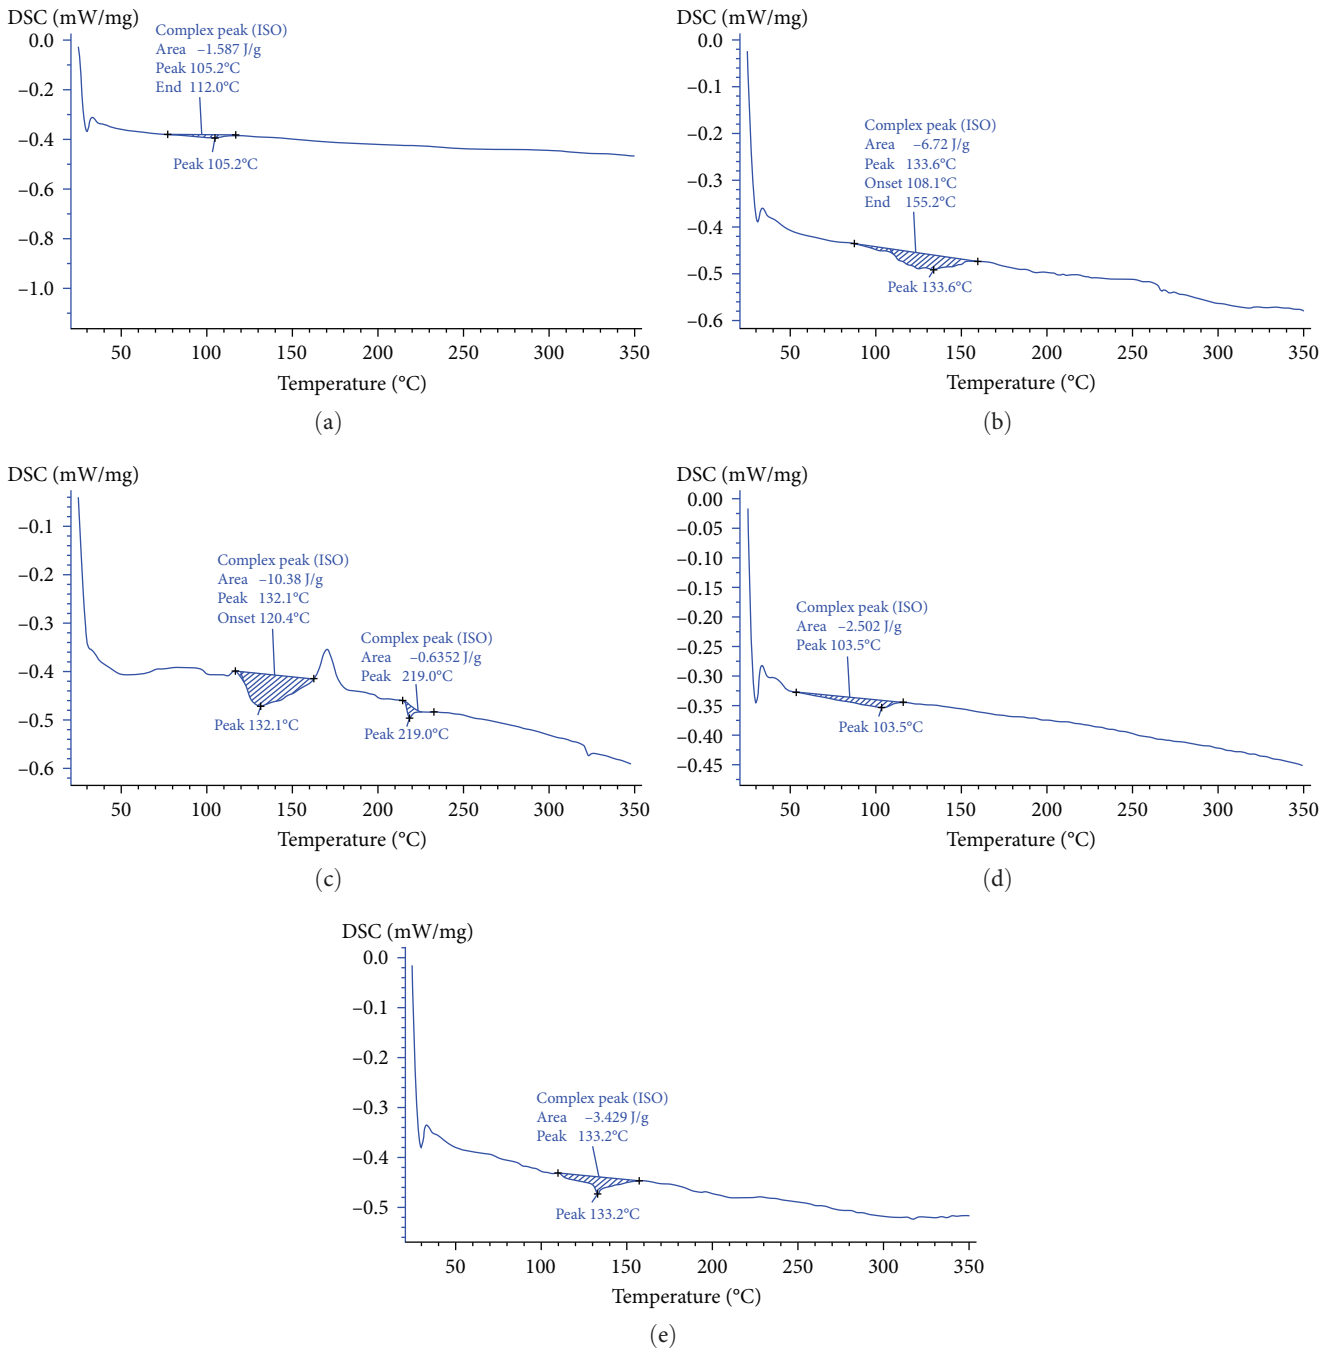 DSC (mW/mg)
0.0
–0.2
–0.4
–0.6
–0.8
–1.0
Complex peak (ISO)
Area –1.587 J/g
Peak 105.2°C
End 112.0°C
Peak 105.2°C
50 100 150 200 250 300 350
Temperature (°C)
(a)
DSC (mW/mg)
0.0
–0.1
–0.2
–0.3
–0.4
–0.5
–0.6
Complex peak (ISO)
Area –6.72 J/g
Peak 133.6°C
Onset 108.1°C
End 155.2°C
Peak 133.6°C
50 100 150 200 250 300 350
Temperature (°C)
(b)
DSC (mW/mg)
–0.1
–0.2
–0.3
–0.4
–0.5
–0.6
Complex peak (ISO)
Area –10.38 J/g
Peak 132.1°C
Onset 120.4°C
Peak 132.1°C
Complex peak (ISO)
Area –0.6352 J/g
Peak 219.0°C
Peak 219.0°C
50 100 150 200 250 300 350
Temperature (°C)
(c)
DSC (mW/mg)
0.00
–0.05
–0.10
–0.15
–0.20
–0.25
–0.30
–0.35
–0.40
–0.45
Complex peak (ISO)
Area –2.502 J/g
Peak 103.5°C
Peak 103.5°C
50 100 150 200 250 300 350
Temperature (°C)
(d)
DSC (mW/mg)
0.0
–0.1
–0.2
–0.3
–0.4
–0.5
Complex peak (ISO)
Area –3.429 J/g
Peak 133.2°C
Peak 133.2°C
50 100 150 200 250 300 350
Temperature (°C)
(e)